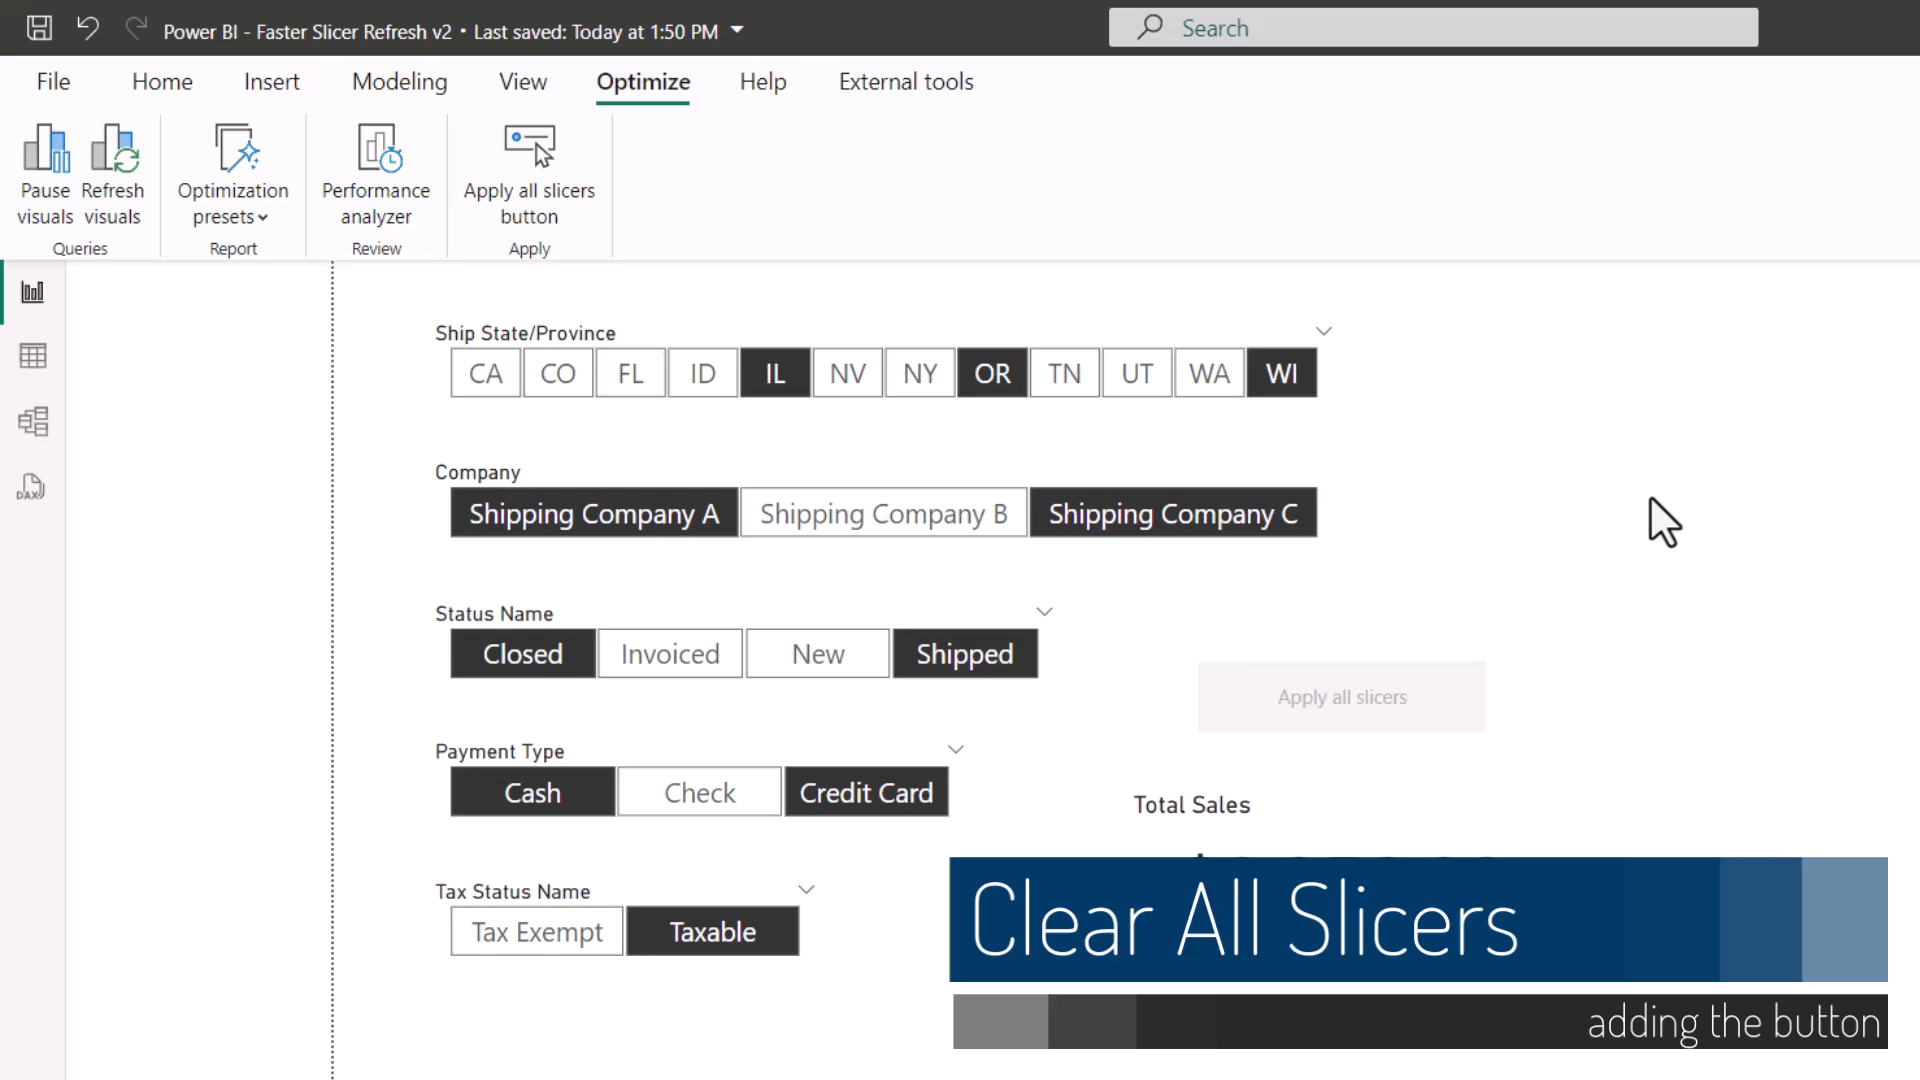 Power BI - Faster Slicer Refresh v2 • Last saved: Today at 1:50 PM
Search
File Home Insert Modeling View Optimize Help External tools
Pause visuals
Refresh visuals
Optimization presets
Performance analyzer
Apply all slicers button
Queries Report Review Apply
DAX
Ship State/Province
CA CO FL ID IL NV NY OR TN UT WA WI
Company
Shipping Company A Shipping Company B Shipping Company C
Status Name
Closed Invoiced New Shipped
Apply all slicers
Payment Type
Cash Check Credit Card
Total Sales
Tax Status Name
Tax Exempt Taxable
Clear All Slicers
adding the button